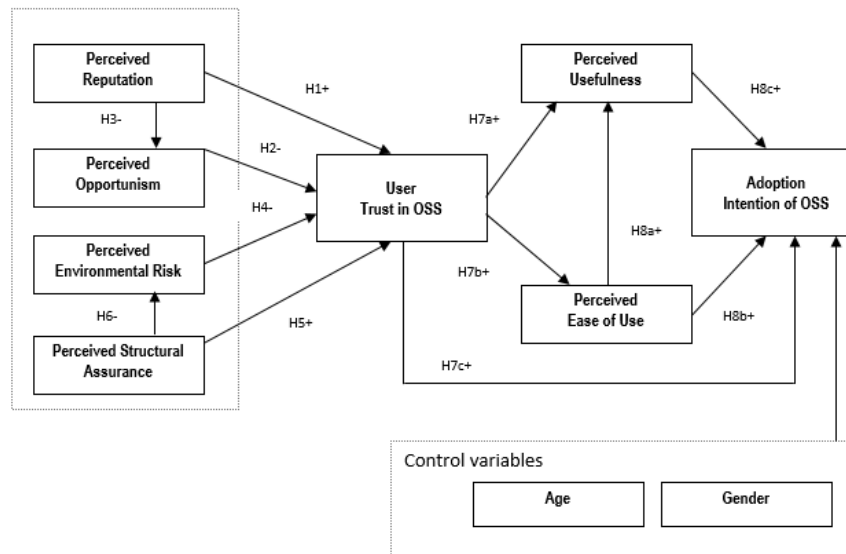 Perceived
Reputation
H1+
H3-
Perceived
Opportunism
H2-
Perceived
Environmental Risk
H4-
H6-
Perceived Structural
Assurance
H5+
User
Trust in OSS
H7a+
Perceived
Usefulness
H8c+
H8a+
H7b+
Perceived
Ease of Use
H8b+
H7c+
Adoption
Intention of OSS
Control variables
Age
Gender